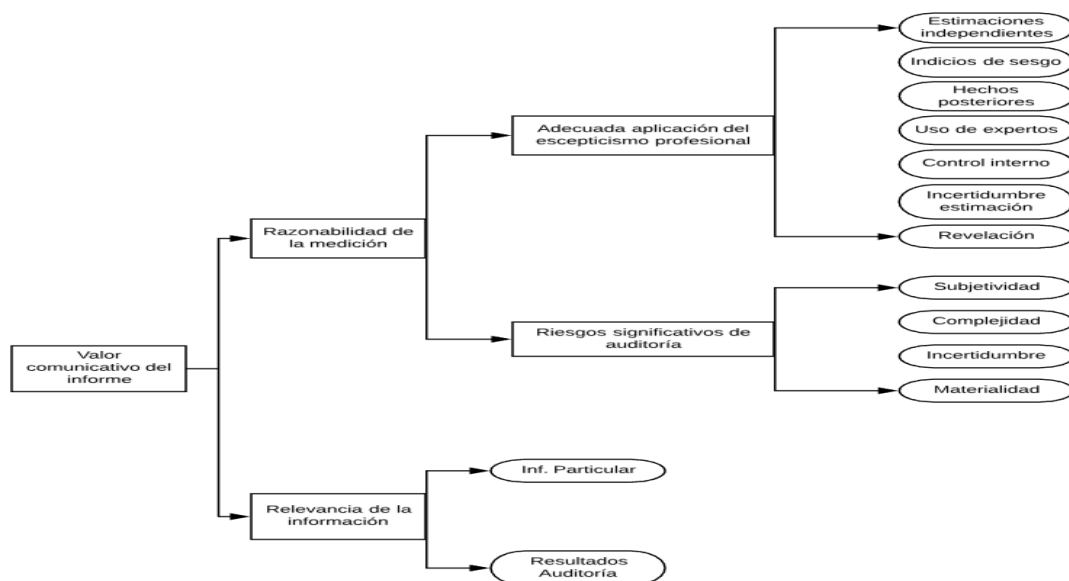 Estimaciones
independientes
Indicios de sesgo
Hechos
posteriores
Adecuada aplicación del
escepticismo profesional
Uso de expertos
Control interno
Incertidumbre
estimación
Razonabilidad de
la medición
Revelación
Subjetividad
Complejidad
Riesgos significativos de
auditoría
Incertidumbre
Materialidad
Valor
comunicativo del
informe
Inf. Particular
Relevancia de la
información
Resultados
Auditoría